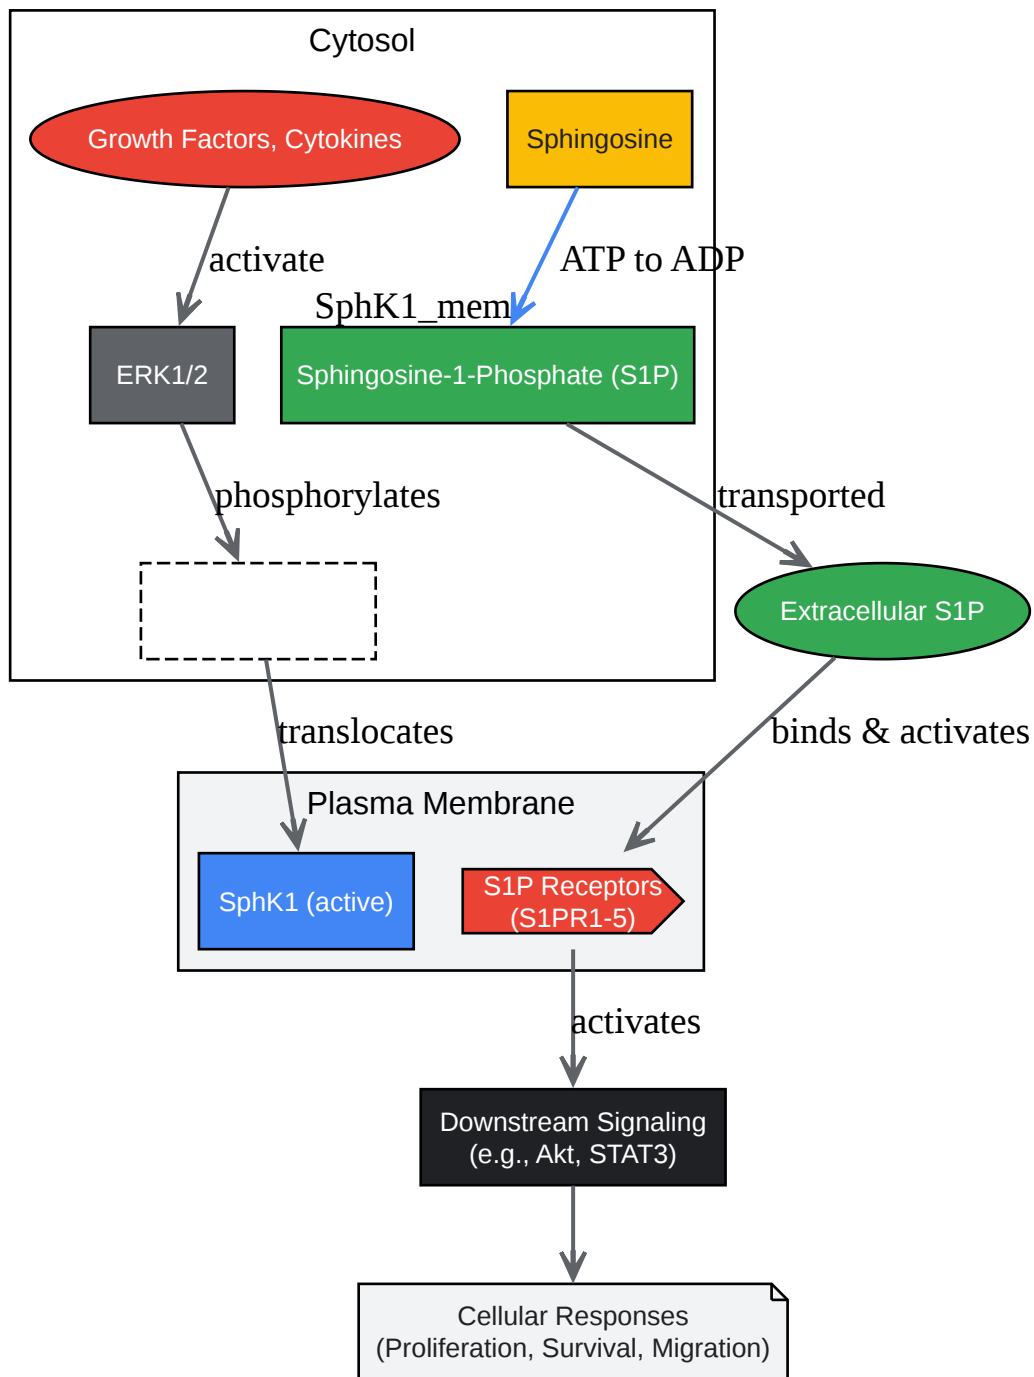 Cytosol
Growth Factors, Cytokines
Sphingosine
activate
ATP to ADP
SphK1_mem
ERK1/2
Sphingosine-1-Phosphate (S1P)
phosphorylates
transported
Extracellular S1P
translocates
binds & activates
Plasma Membrane
SphK1 (active)
S1P Receptors
(S1PR1-5)
activates
Downstream Signaling
(e.g., Akt, STAT3)
Cellular Responses
(Proliferation, Survival, Migration)